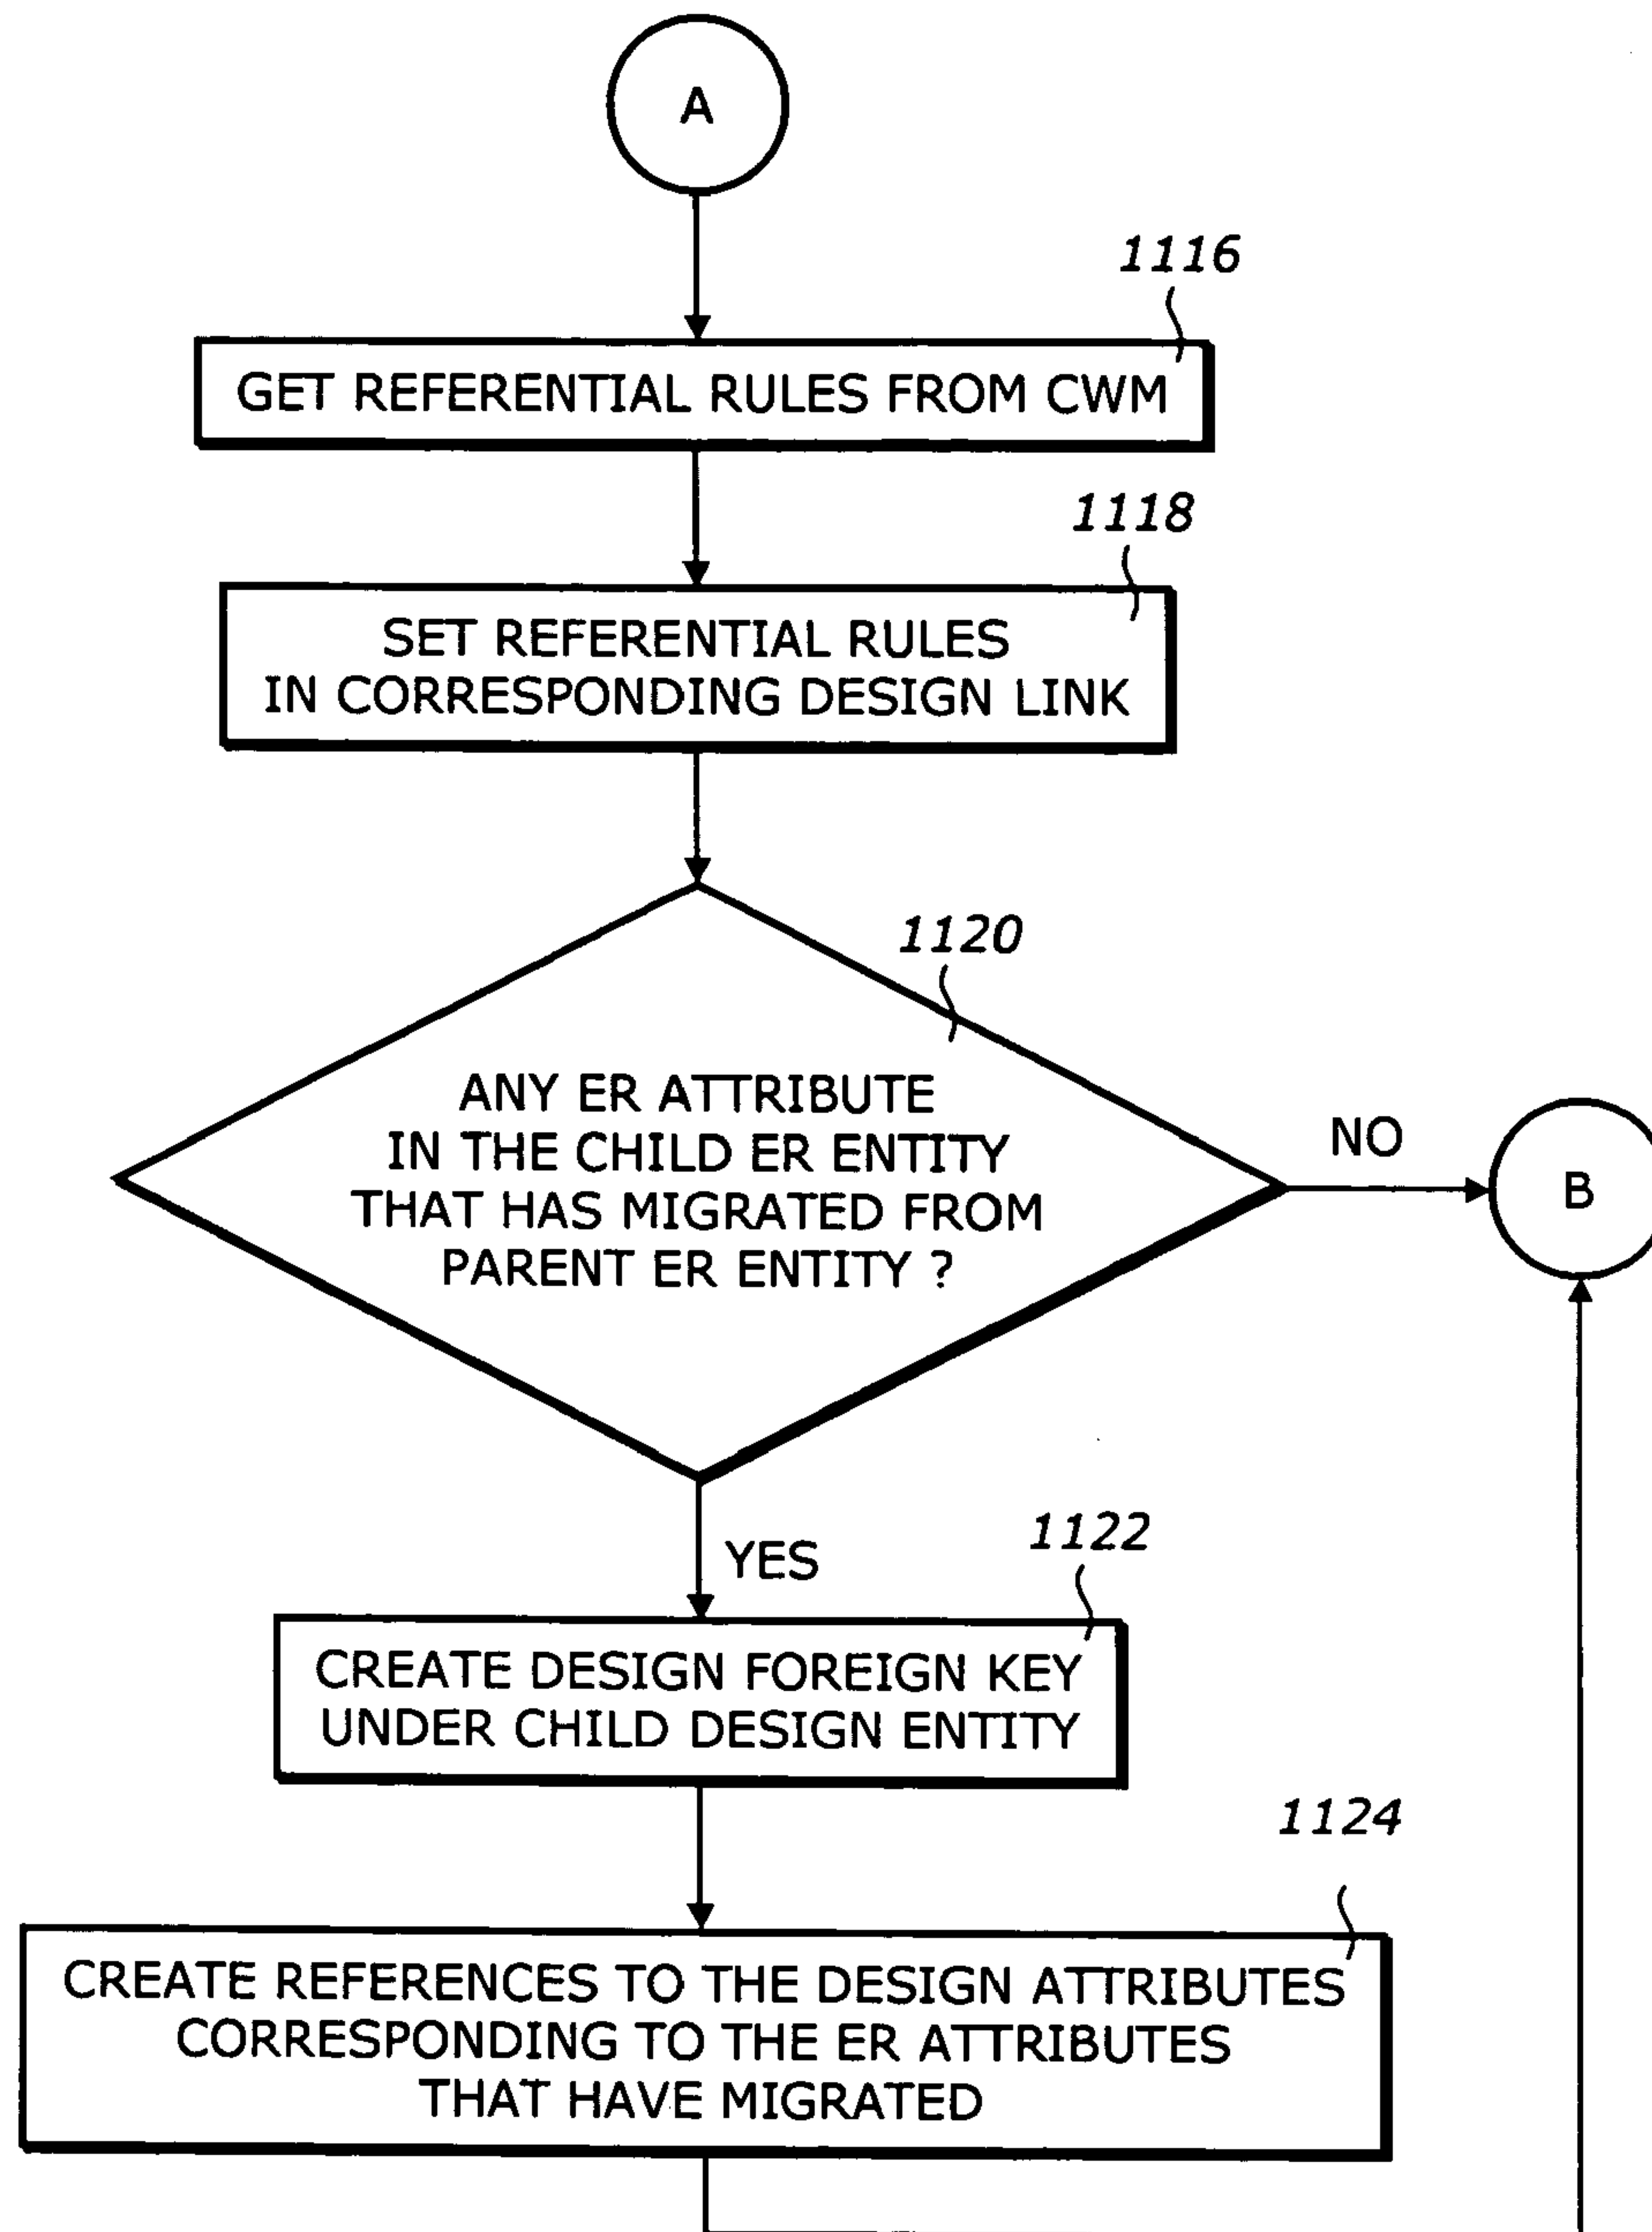 A
1116
GET REFERENTIAL RULES FROM CWM
1118
SET REFERENTIAL RULES
IN CORRESPONDING DESIGN LINK
1120
ANY ER ATTRIBUTE
IN THE CHILD ER ENTITY
THAT HAS MIGRATED FROM
PARENT ER ENTITY ?
NO
B
YES
1122
CREATE DESIGN FOREIGN KEY
UNDER CHILD DESIGN ENTITY
1124
CREATE REFERENCES TO THE DESIGN ATTRIBUTES
CORRESPONDING TO THE ER ATTRIBUTES
THAT HAVE MIGRATED